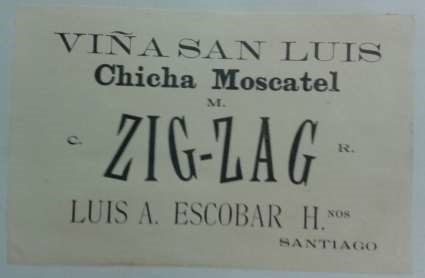 VIÑA SAN LUIS
Chicha Moscatel
M.
C. ZIG-ZAG R.
LUIS A. ESCOBAR H.NOS
SANTIAGO